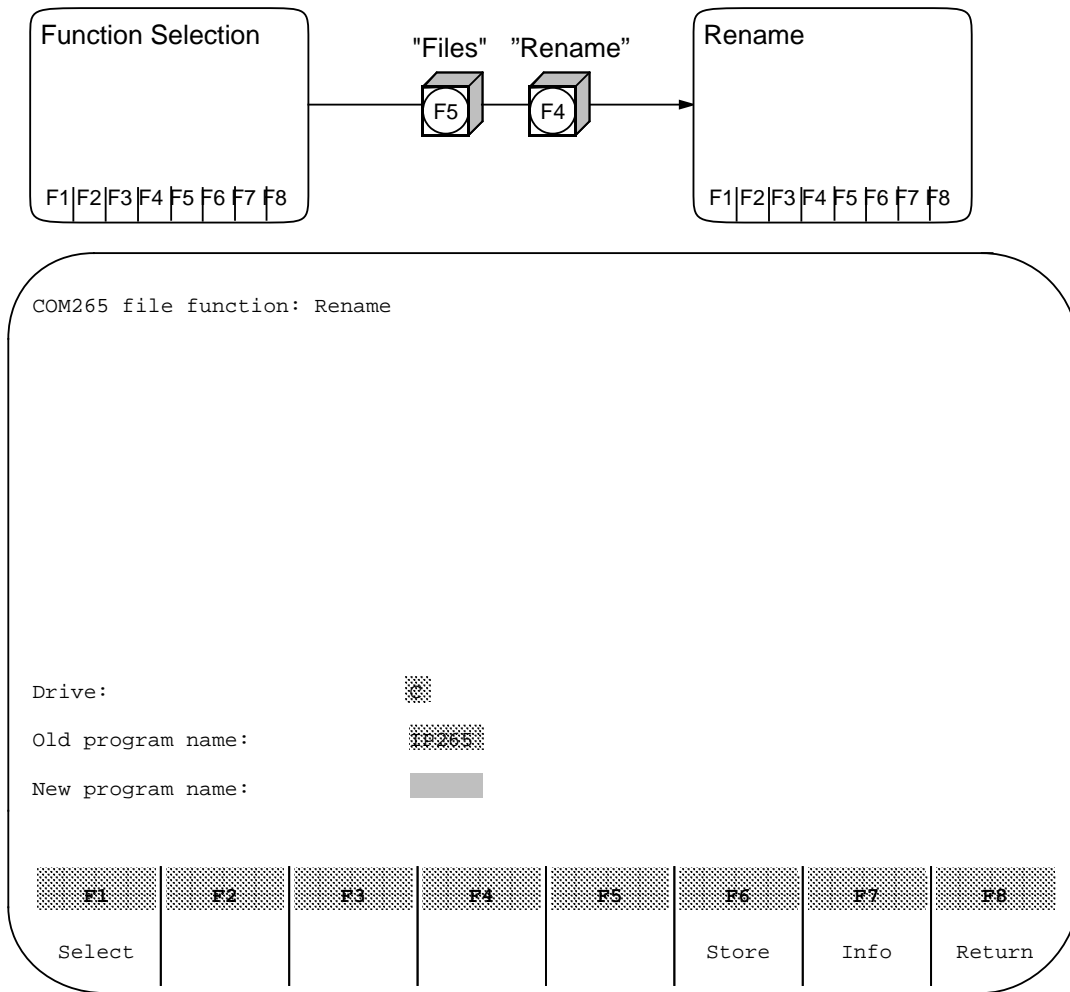 Function Selection
"Files" ”Rename”
Rename
F5 F4
F1 F2 F3 F4 F5 F6 F7 F8
F1 F2 F3 F4 F5 F6 F7 F8
COM265 file function: Rename
Drive: C
Old program name: IP265
New program name:
F1 F2 F3 F4 F5 F6 F7 F8
Select Store Info Return